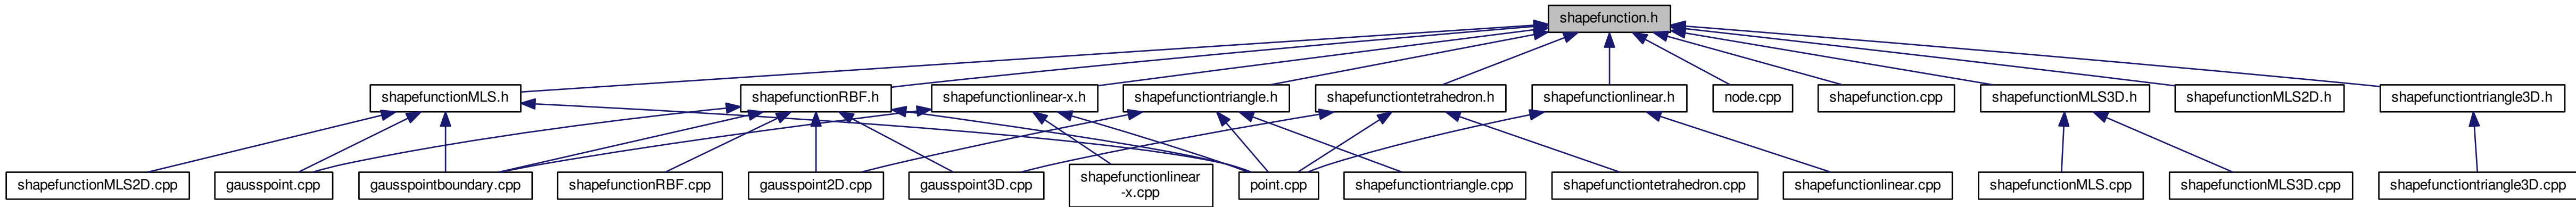 shapefunction.h
shapefunctionMLS.h
shapefunctionRBF.h
shapefunctionlinear-x.h
shapefunctiontriangle.h
shapefunctiontetrahedron.h
shapefunctionlinear.h
node.cpp
shapefunction.cpp
shapefunctionMLS3D.h
shapefunctionMLS2D.h
shapefunctiontriangle3D.h
shapefunctionMLS2D.cpp
gausspoint.cpp
gausspointboundary.cpp
shapefunctionRBF.cpp
gausspoint2D.cpp
gausspoint3D.cpp
shapefunctionlinear
-x.cpp
point.cpp
shapefunctiontriangle.cpp
shapefunctiontetrahedron.cpp
shapefunctionlinear.cpp
shapefunctionMLS.cpp
shapefunctionMLS3D.cpp
shapefunctiontriangle3D.cpp